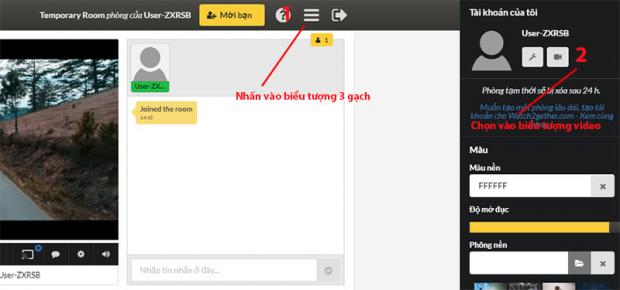 Temporary Room phòng của User-ZXRSB
Mời bạn
?
1
Nhấn vào biểu tượng 3 gạch
1
User-ZX...
Joined the room
14:45
Nhập tin nhắn ở đây...
User-ZXRSB
Tài khoản của tôi
User-ZXRSB
2
Phòng tạm thời sẽ bị xóa sau 24 h.
Muốn tạo một phòng lâu dài, tạo tài
khoản cho Watch2gether.com - Xem cùng
Chọn vào biểu tượng video
Màu
Màu nền
FFFFFF
Độ mờ đục
Phông nền